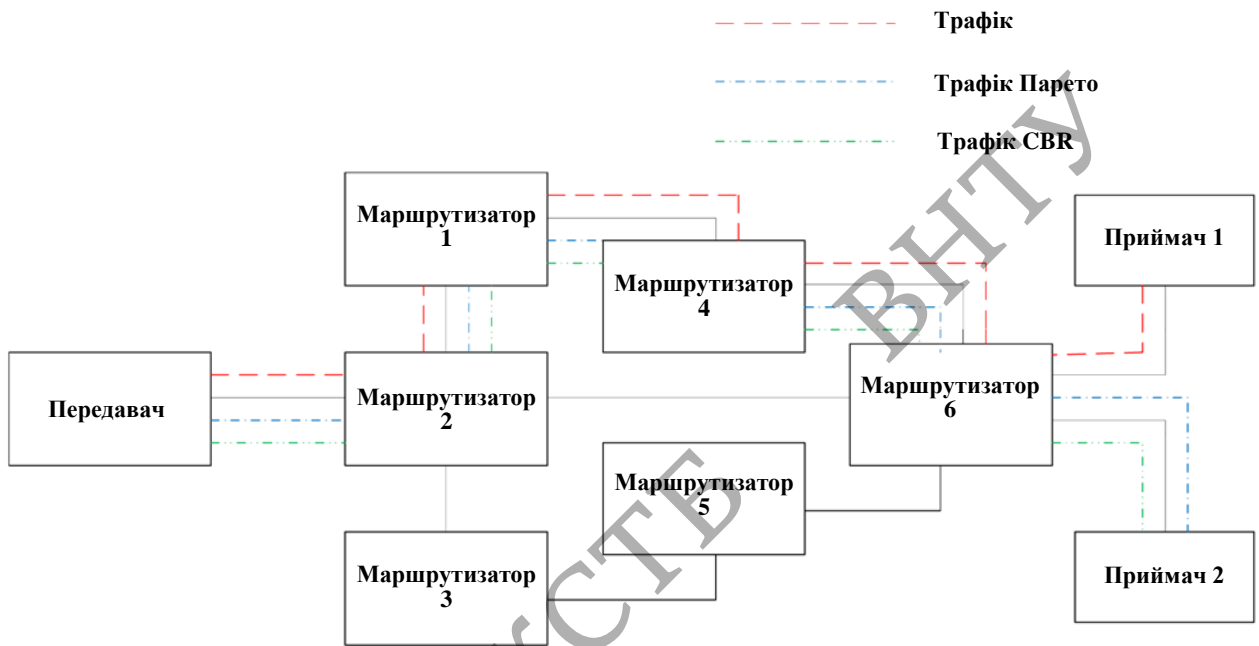 Трафік
Трафік Парето
Трафік CBR
Маршрутизатор
1
Приймач 1
Маршрутизатор
4
Передавач
Маршрутизатор
2
Маршрутизатор
6
Маршрутизатор
5
Маршрутизатор
3
Приймач 2
ВНТУ
КСТБ